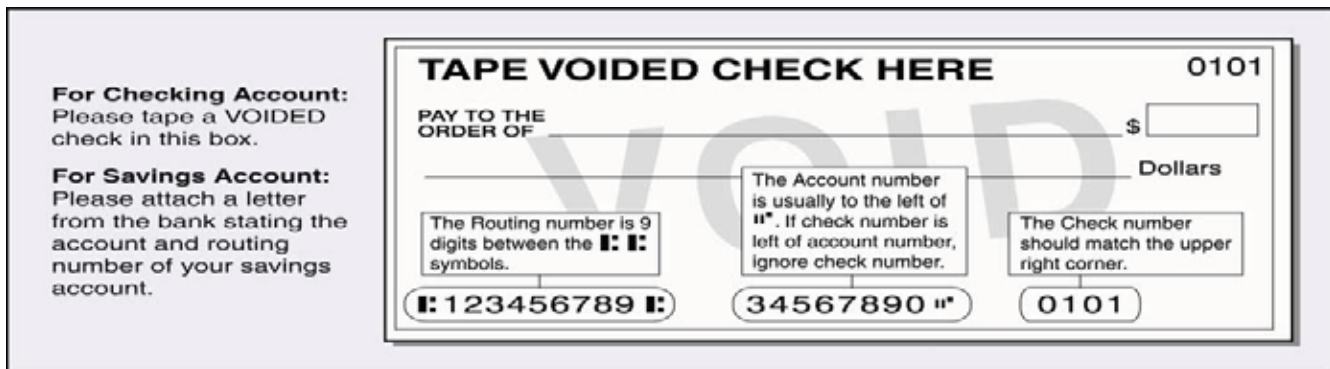 For Checking Account:
Please tape a VOIDED
check in this box.
For Savings Account:
Please attach a letter
from the bank stating the
account and routing
number of your savings
account.
TAPE VOIDED CHECK HERE
0101
PAY TO THE
ORDER OF
$
VOID
Dollars
The Routing number is 9
digits between the ⑆ ⑆
symbols.
The Account number
is usually to the left of
⑈. If check number is
left of account number,
ignore check number.
The Check number
should match the upper
right corner.
⑆123456789⑆
34567890⑈
0101